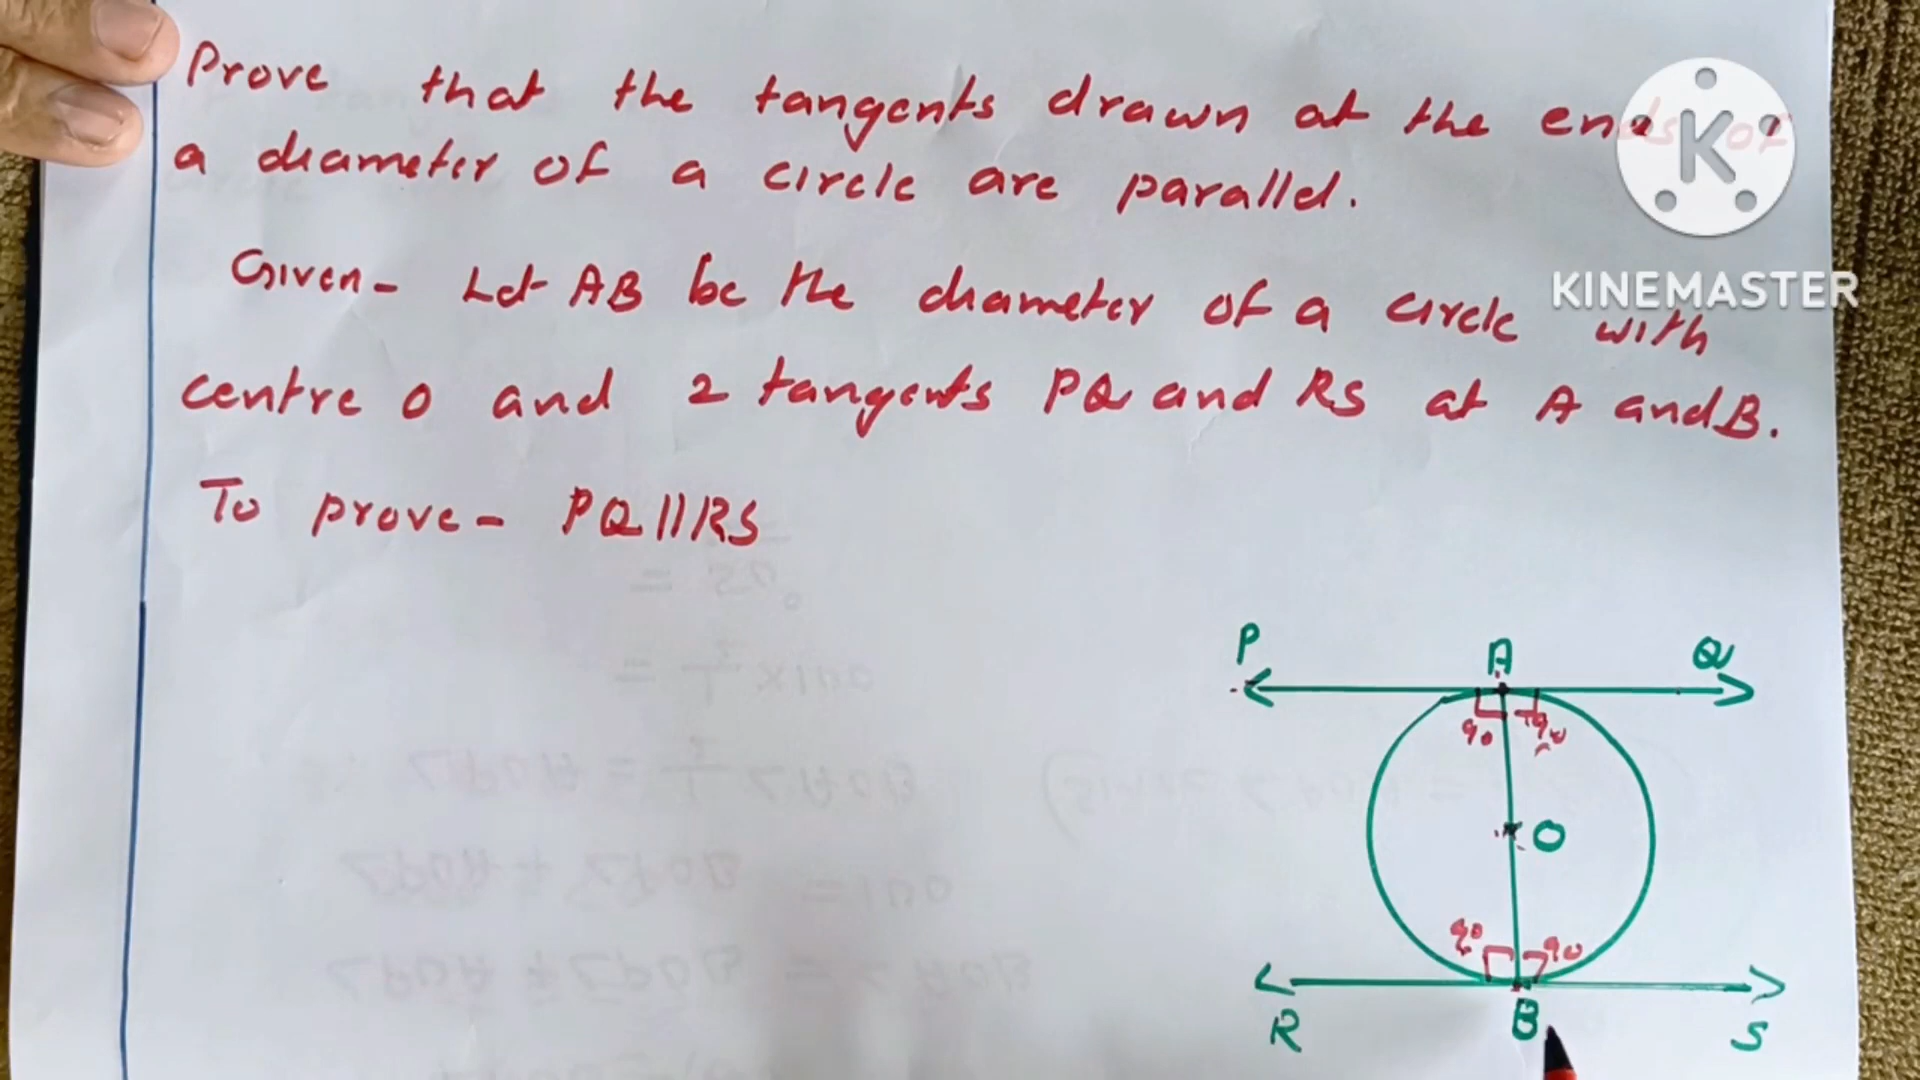 Prove that the tangents drawn at the ends of
a diameter of a circle are parallel.
Given - Let AB be the diameter of a circle with
centre O and 2 tangents PQ and RS at A and B.
To prove - PQ || RS
K
KINEMASTER
P A Q
90 90
O
90 90
R B S